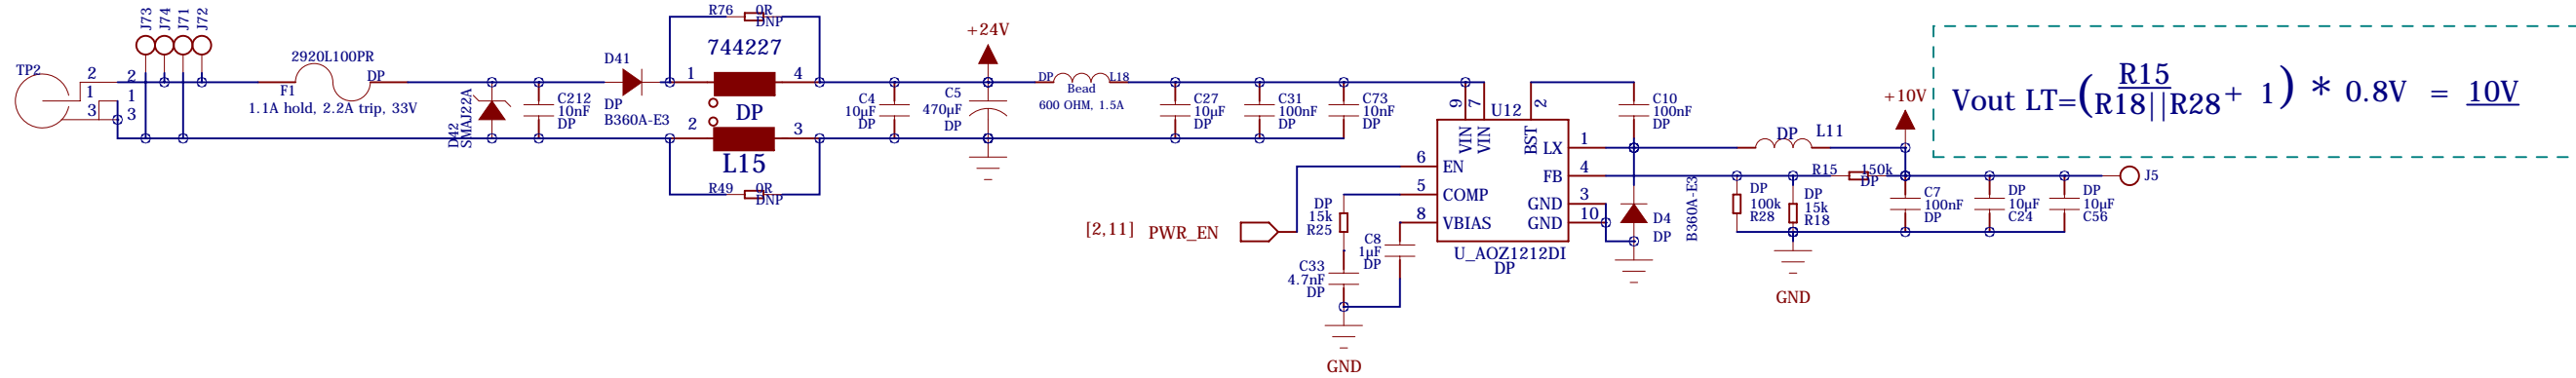 J73
J74
J71
J72
TP2
2
1
3
2
1
3
2920L100PR
DP
F1
1.1A hold, 2.2A trip, 33V
D42
SMAJ22A
C212
10nF
DP
D41
DP
B360A-E3
R76
0R
DNP
744227
1
4
DP
2
3
L15
R49
0R
DNP
C4
10µF
DP
+24V
C5
470µF
DP
DP
L18
Bead
600 OHM, 1.5A
C27
10µF
DP
C31
100nF
DP
C73
10nF
DP
[2,11] PWR_EN
DP
15k
R25
C33
4.7nF
DP
GND
C8
1µF
DP
9
7
2
U12
VIN
VIN
BST
6
EN
5
COMP
8
VBIAS
LX
1
FB
4
GND
3
GND
10
U_AOZ1212DI
DP
C10
100nF
DP
D4
DP
B360A-E3
DP
L11
R15
150k
DP
DP
100k
R28
DP
15k
R18
GND
+10V
C7
100nF
DP
DP
10µF
C24
DP
10µF
C56
J5
Vout LT=(R15
R18||R28 + 1) * 0.8V = 10V